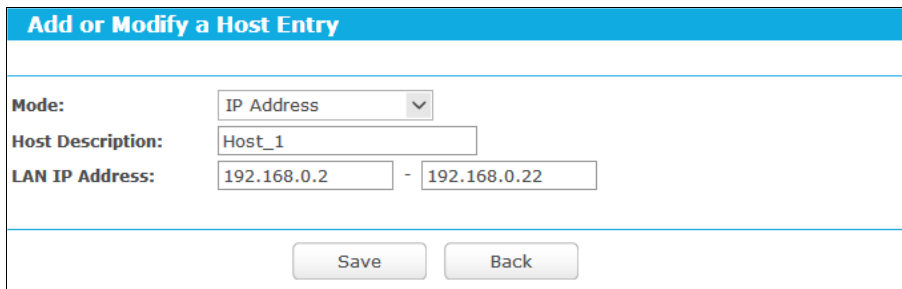 Add or Modify a Host Entry
Mode: IP Address
Host Description: Host_1
LAN IP Address: 192.168.0.2 - 192.168.0.22
Save Back